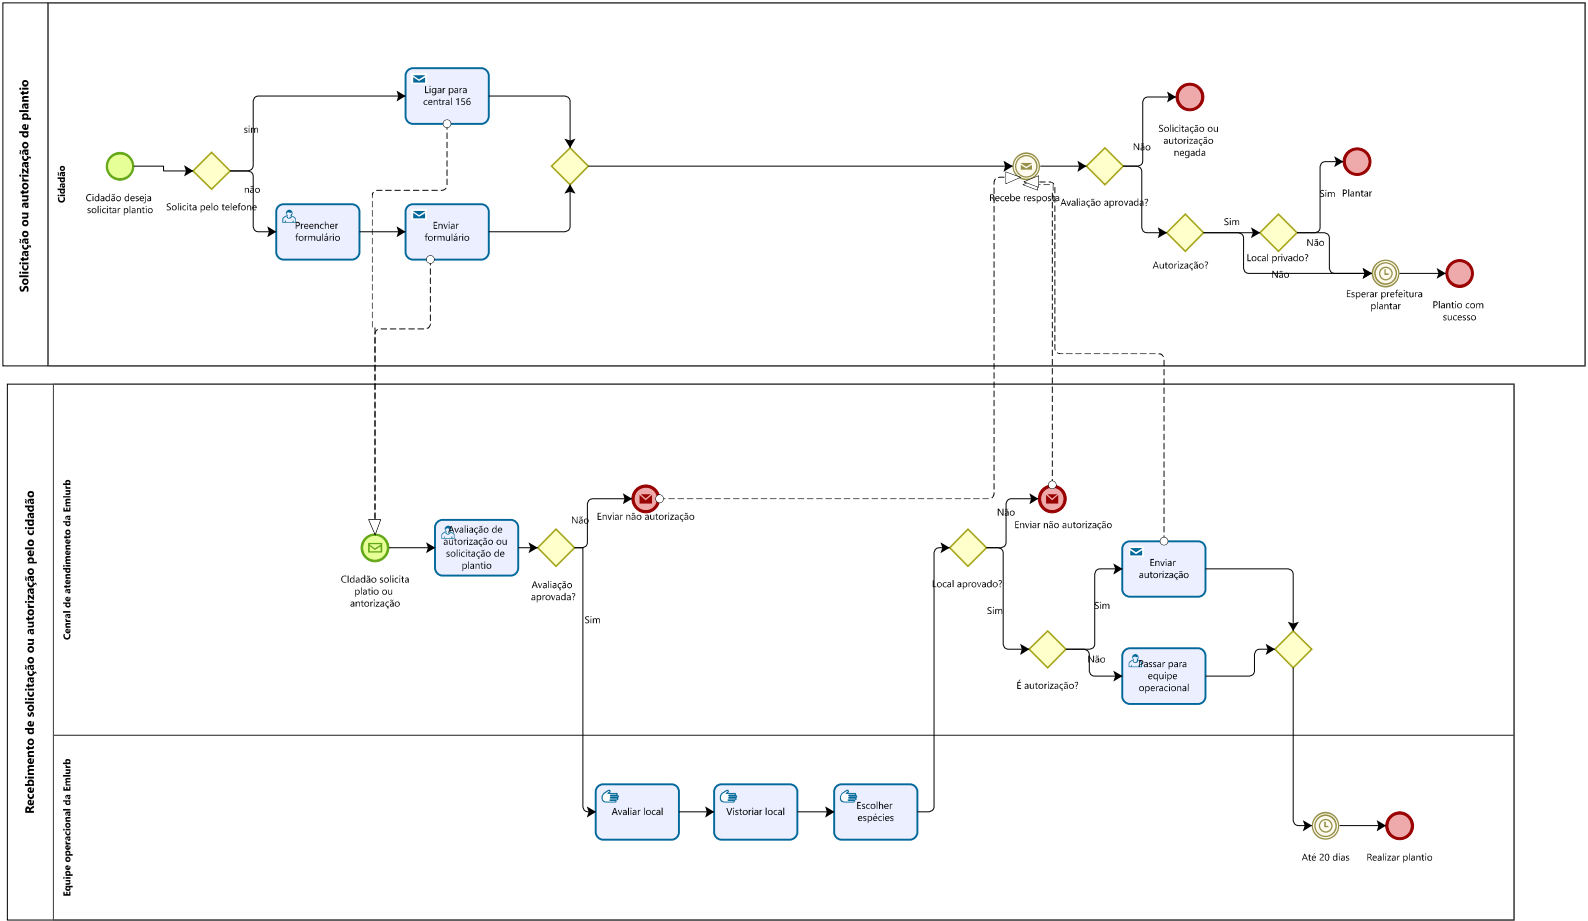 Solicitação ou autorização de plantio
Cidadão
Cidadão deseja
solicitar plantio
Solicita pelo telefone
sim
não
Ligar para
central 156
Preencher
formulário
Enviar
formulário
Recebe resposta
Avaliação aprovada?
Não
Solicitação ou
autorização
negada
Autorização?
Sim
Não
Local privado?
Sim
Não
Plantar
Esperar prefeitura
plantar
Plantio com
sucesso
Recebimento de solicitação ou autorização pelo cidadão
Cenral de atendimeneto da Emlurb
CIdadão solicita
platio ou
antorização
Avaliação de
autorização ou
solicitação de
plantio
Avaliação
aprovada?
Não
Sim
Enviar não autorização
Local aprovado?
Não
Sim
Enviar não autorização
É autorização?
Sim
Não
Enviar
autorização
Passar para
equipe
operacional
Equipe operacional da Emlurb
Avaliar local
Vistoriar local
Escolher
espécies
Até 20 dias
Realizar plantio